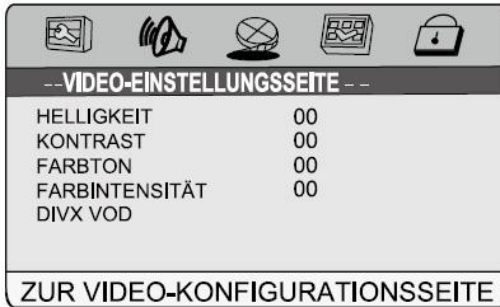 --VIDEO-EINSTELLUNGSSEITE--
HELLIGKEIT 00
KONTRAST 00
FARBTON 00
FARBINTENSITÄT 00
DIVX VOD
ZUR VIDEO-KONFIGURATIONSSEITE